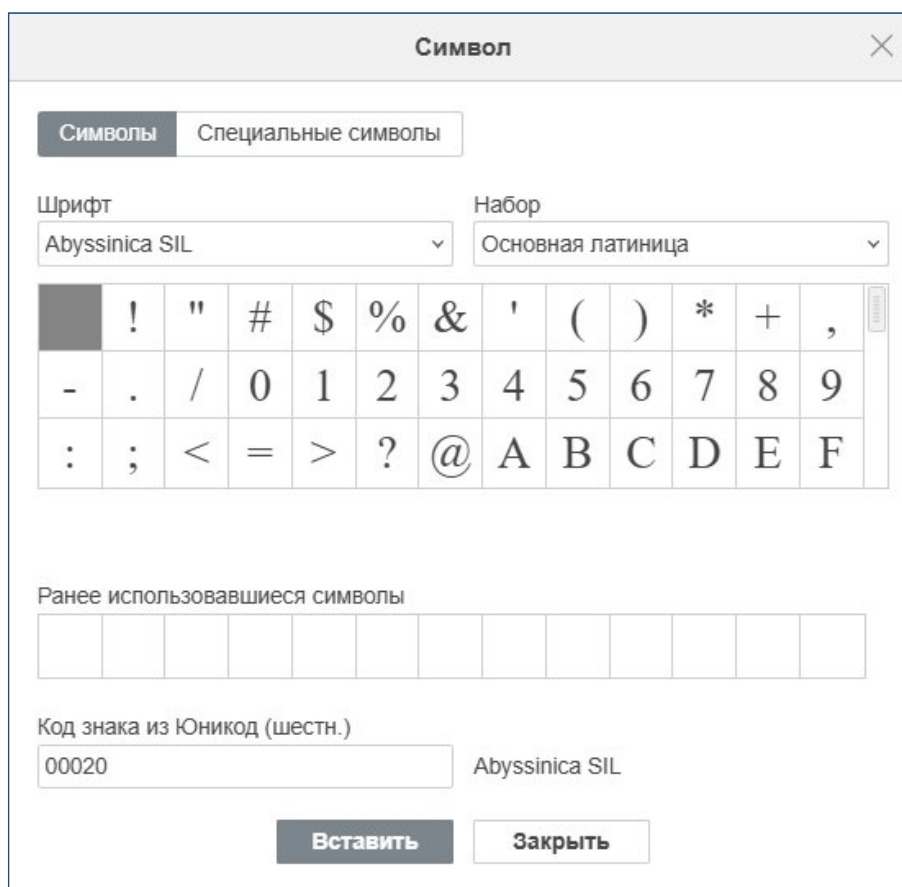 Символ
Символы Специальные символы
Шрифт Набор
Abyssinica SIL Основная латиница
! " # $ % & ' ( ) * + ,
- . / 0 1 2 3 4 5 6 7 8 9
: ; < = > ? @ A B C D E F
Ранее использовавшиеся символы
Код знака из Юникод (шестн.)
00020 Abyssinica SIL
Вставить Закрыть